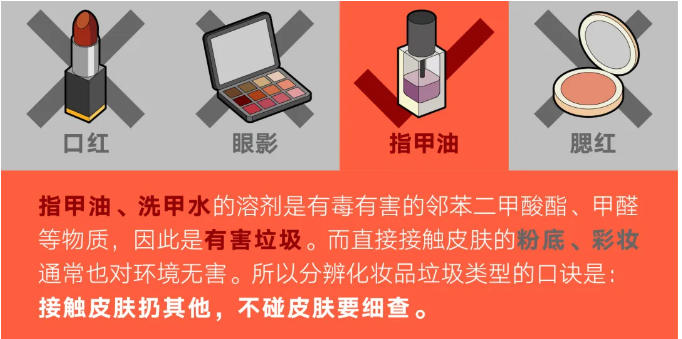 口红 眼影 指甲油 腮红
指甲油、洗甲水的溶剂是有毒有害的邻苯二甲酸酯、甲醛
等物质，因此是有害垃圾。而直接接触皮肤的粉底、彩妆
通常也对环境无害。所以分辨化妆品垃圾类型的口诀是：
接触皮肤扔其他，不碰皮肤要细查。